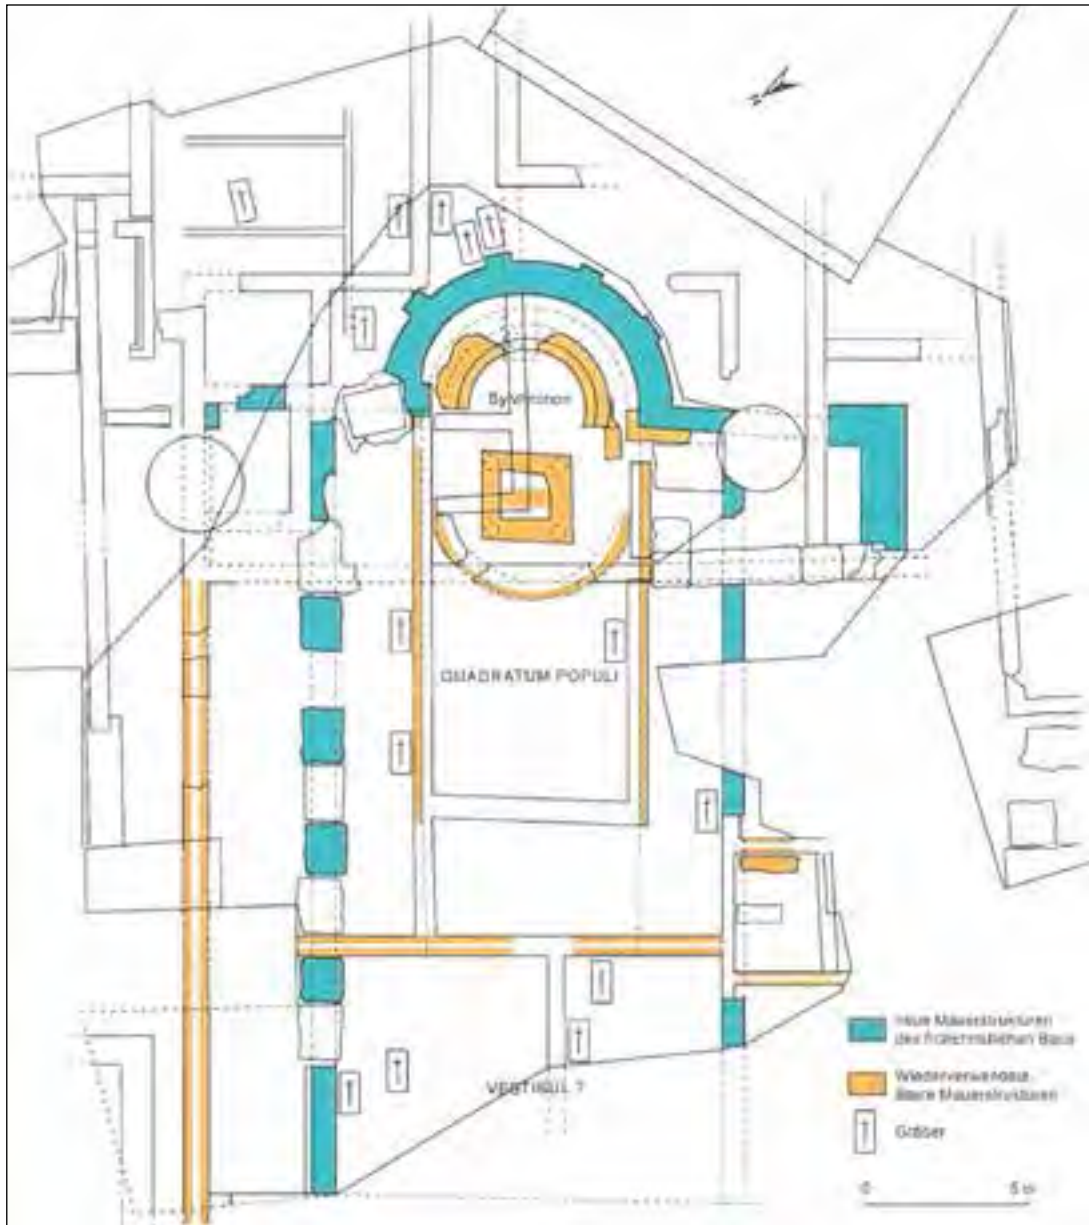 Synthronon
QUADRATUM POPULI
VESTIBUL ?
Neue Mauerstrukturen
des frühchristlichen Baus
Wiederverwendete
ältere Mauerstrukturen
Gräber
0 5 m